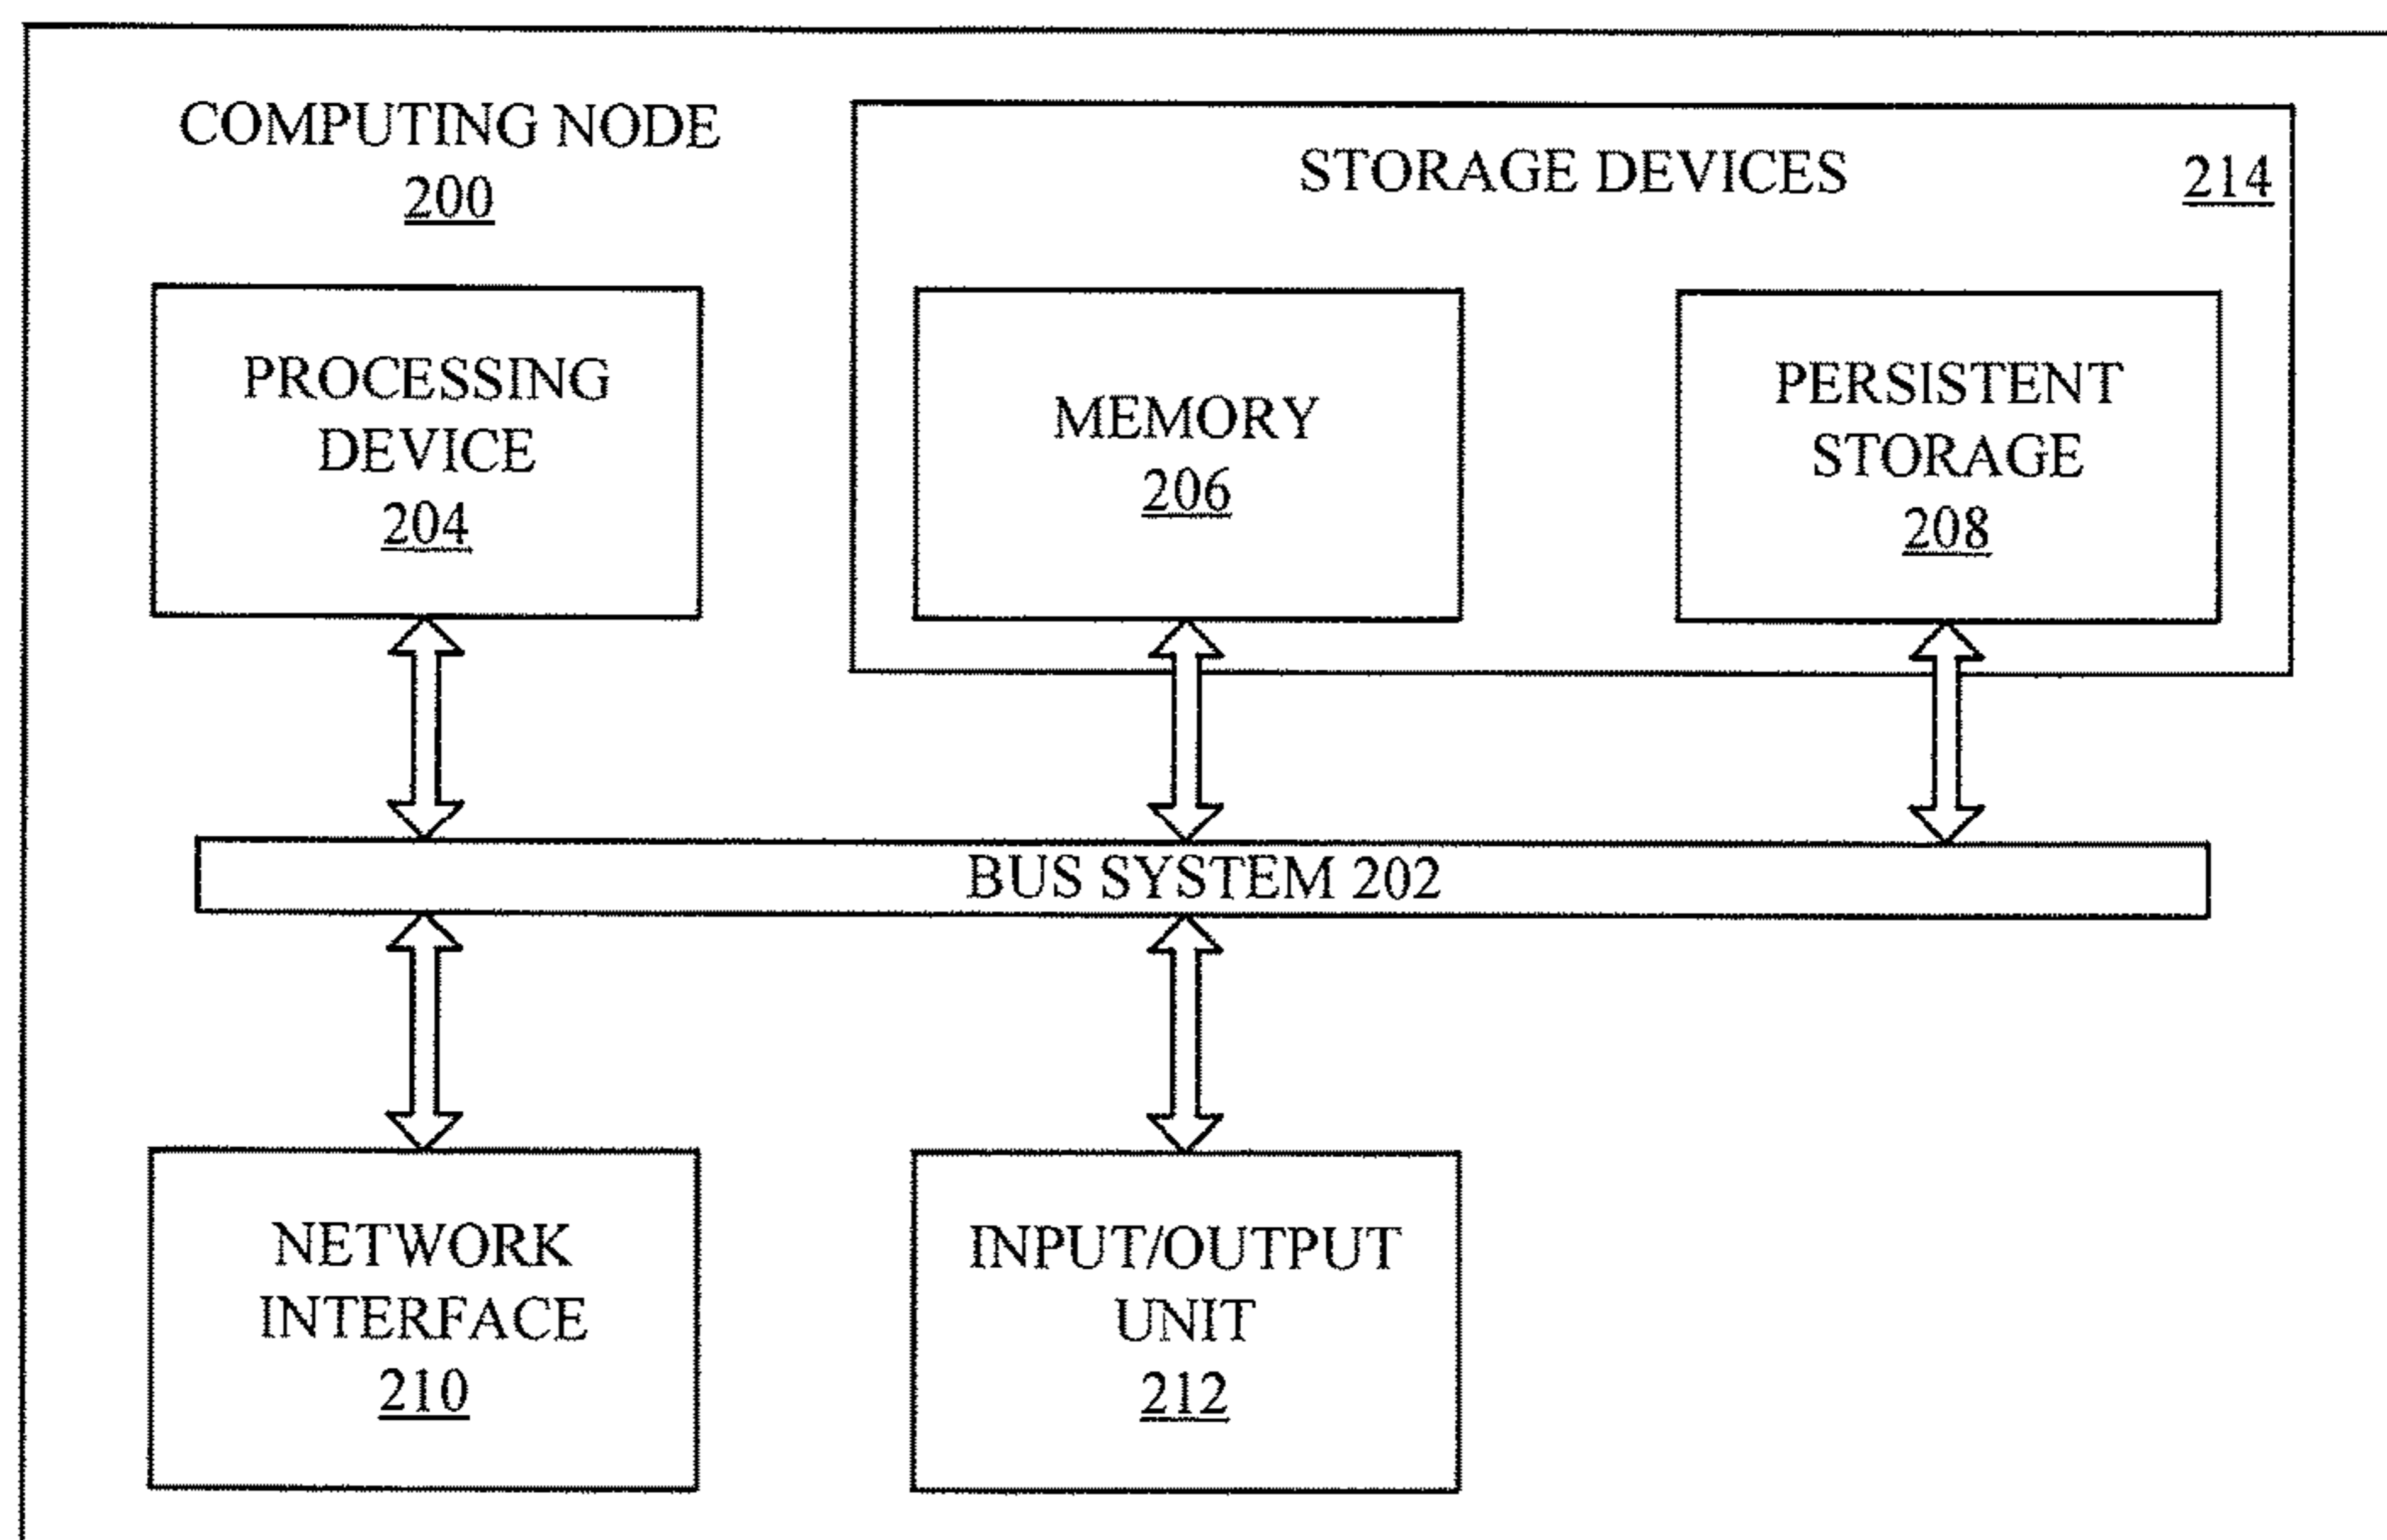 COMPUTING NODE
200
STORAGE DEVICES
214
PROCESSING
DEVICE
204
MEMORY
206
PERSISTENT
STORAGE
208
BUS SYSTEM 202
NETWORK
INTERFACE
210
INPUT/OUTPUT
UNIT
212